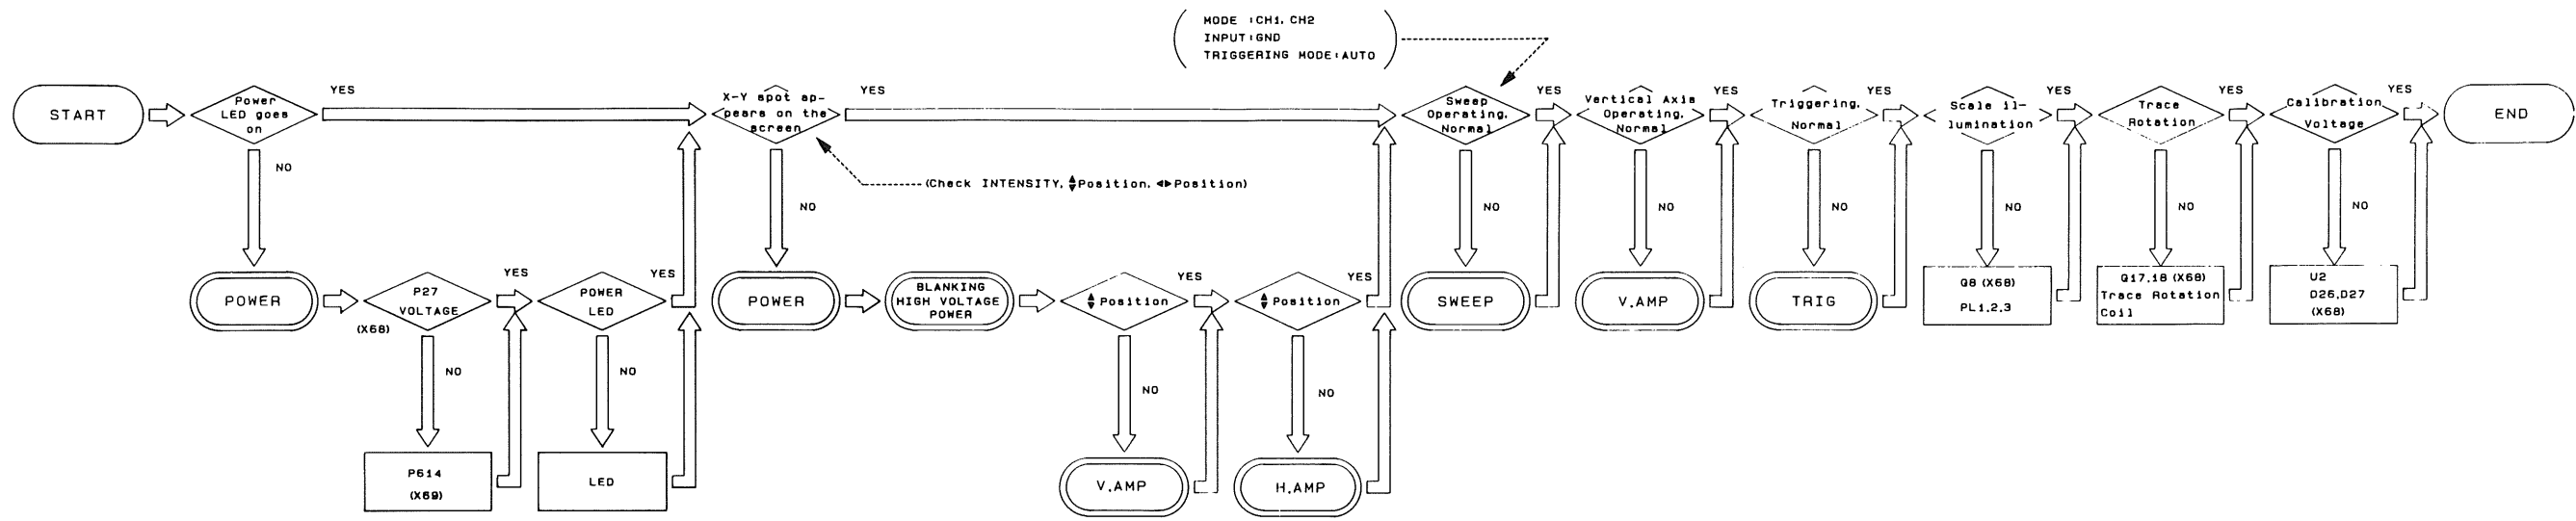 MODE :CH1, CH2
INPUT:GND
TRIGGERING MODE:AUTO
START
Power
LED goes
on
YES
X-Y spot ap-
pears on the
screen
YES
Sweep
Operating,
Normal
YES
Vertical Axis
Operating,
Normal
YES
Triggering,
Normal
YES
Scale il-
lumination
YES
Trace
Rotation
YES
Calibration
Voltage
YES
END
NO
(Check INTENSITY, ▲▼Position, ◀▶Position)
NO
NO
NO
NO
NO
NO
NO
POWER
P27
VOLTAGE
(X68)
YES
POWER
LED
YES
POWER
BLANKING
HIGH VOLTAGE
POWER
▲▼Position
YES
▲▼Position
YES
SWEEP
V.AMP
TRIG
Q8 (X68)
PL1.2.3
Q17.18 (X68)
Trace Rotation
Coil
U2
D26,D27
(X68)
NO
NO
NO
NO
P614
(X69)
LED
V.AMP
H.AMP